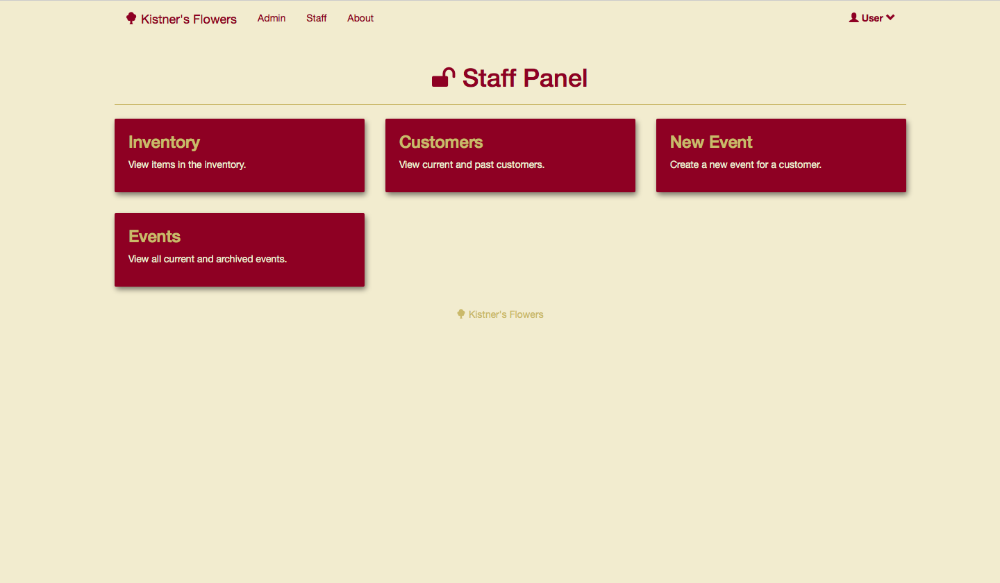 Kistner's Flowers Admin Staff About User
Staff Panel
Inventory
View items in the inventory.
Customers
View current and past customers.
New Event
Create a new event for a customer.
Events
View all current and archived events.
Kistner's Flowers